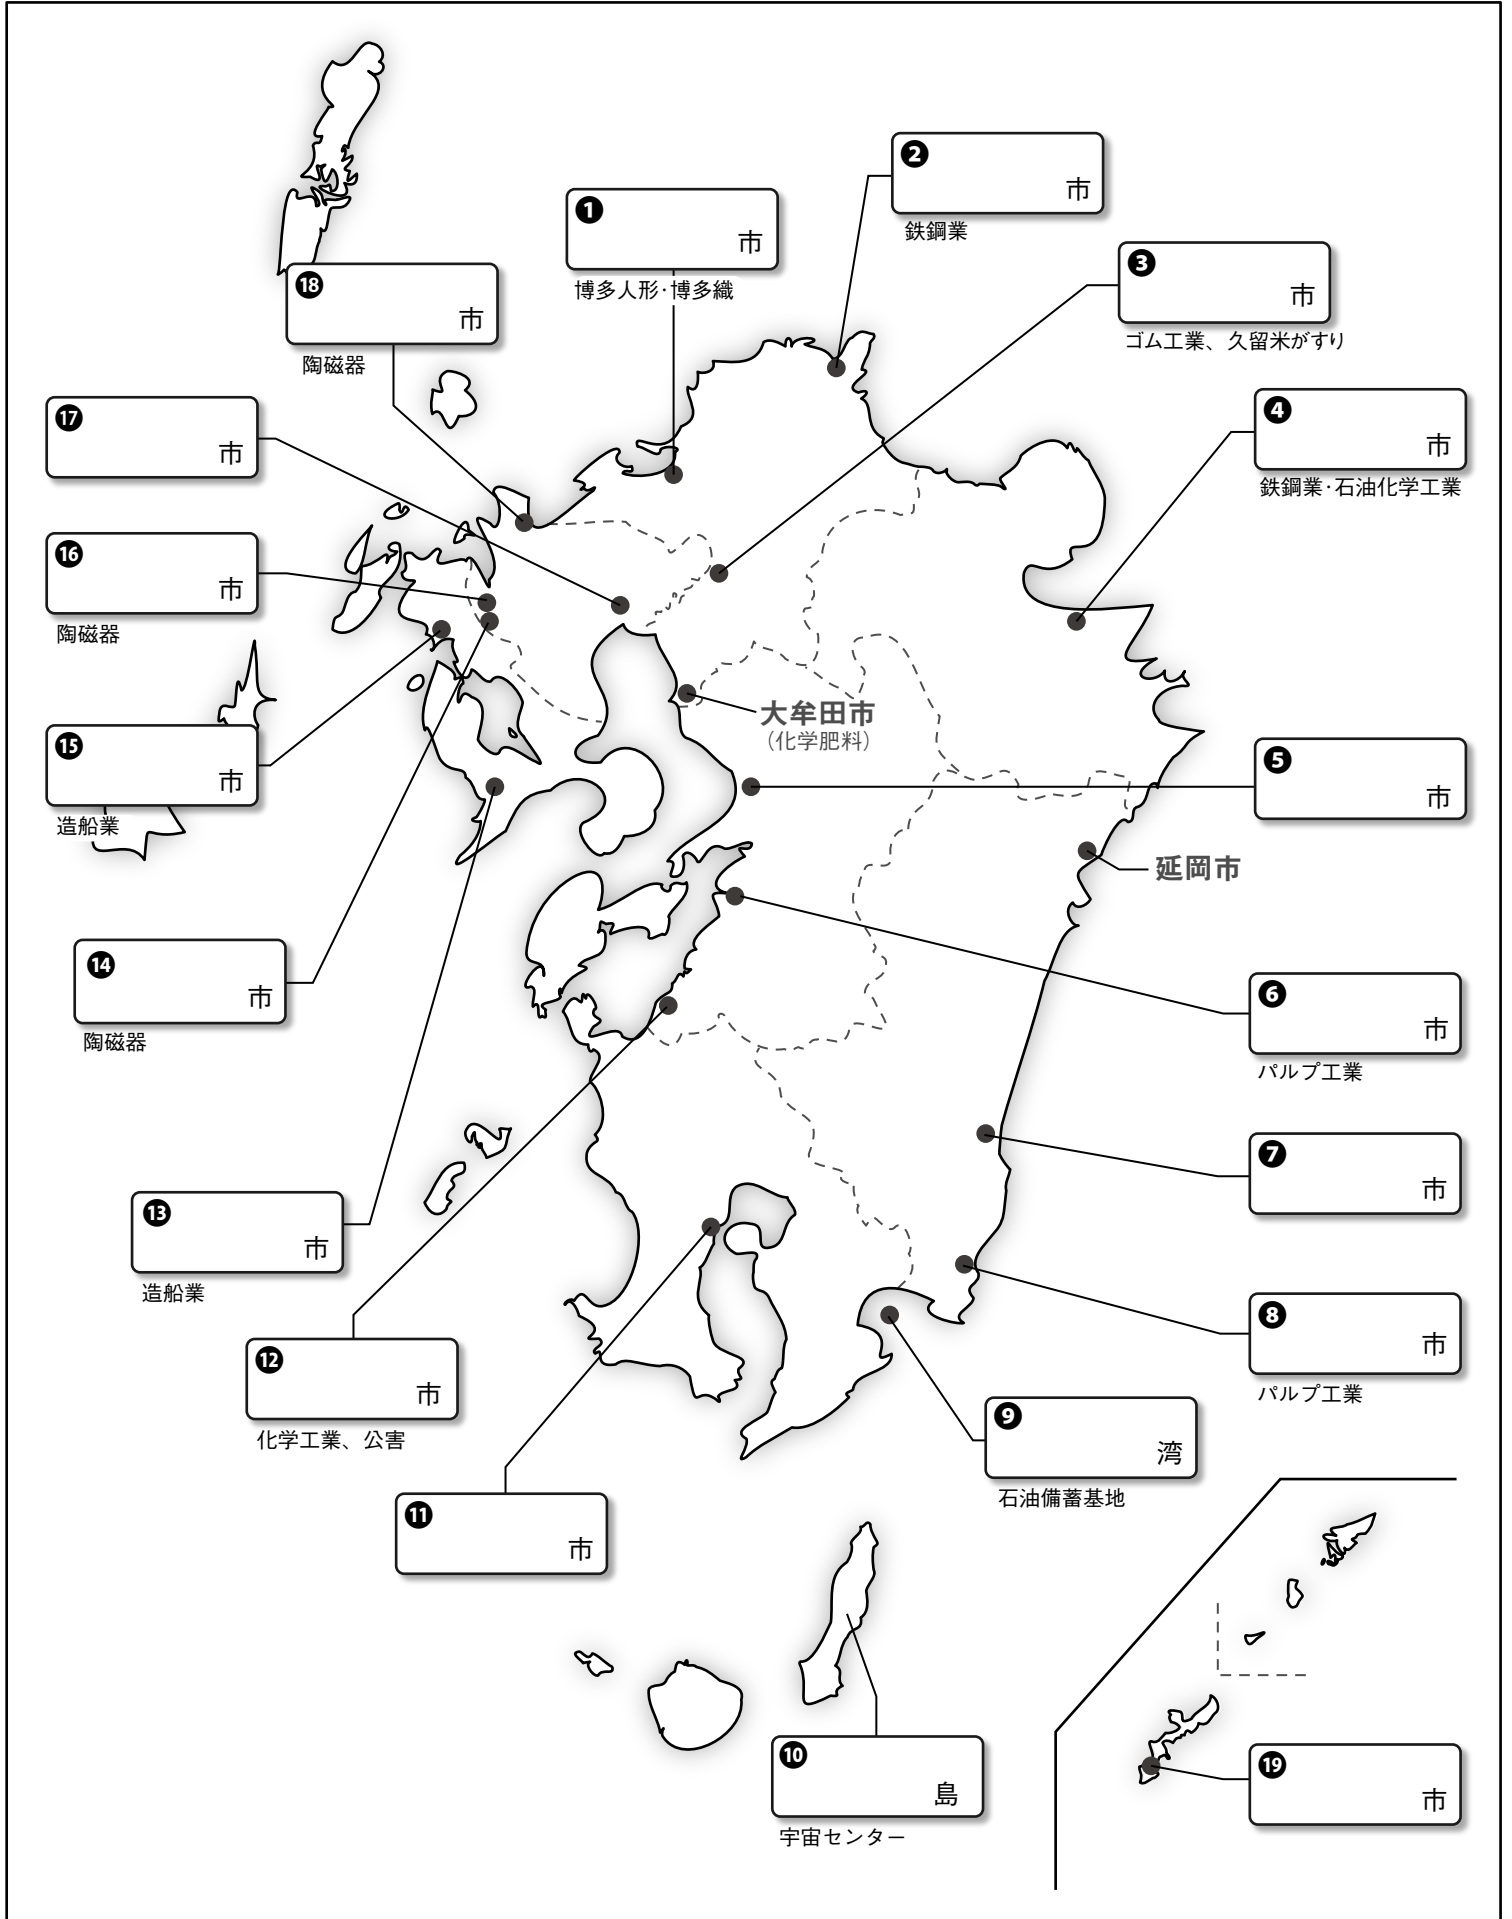 ❶
市
博多人形・博多織
❷
市
鉄鋼業
❸
市
ゴム工業、久留米がすり
❹
市
鉄鋼業・石油化学工業
大牟田市
(化学肥料)
❺
市
延岡市
❻
市
パルプ工業
❼
市
❽
市
パルプ工業
❾
湾
石油備蓄基地
❿
島
宇宙センター
⓫
市
⓬
市
化学工業、公害
⓭
市
造船業
⓮
市
陶磁器
⓯
市
造船業
⓰
市
陶磁器
⓱
市
⓲
市
陶磁器
⓳
市